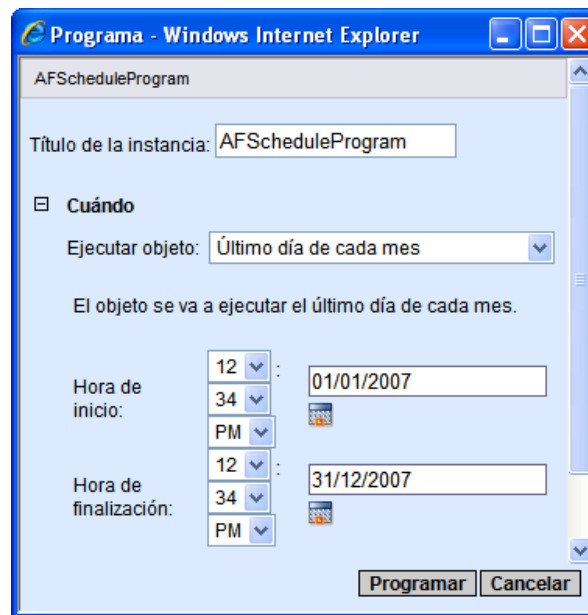 Programa - Windows Internet Explorer
AFScheduleProgram
Título de la instancia: AFScheduleProgram
Cuándo
Ejecutar objeto: Último día de cada mes
El objeto se va a ejecutar el último día de cada mes.
Hora de inicio: 12 : 34 PM 01/01/2007
Hora de finalización: 12 : 34 PM 31/12/2007
Programar Cancelar